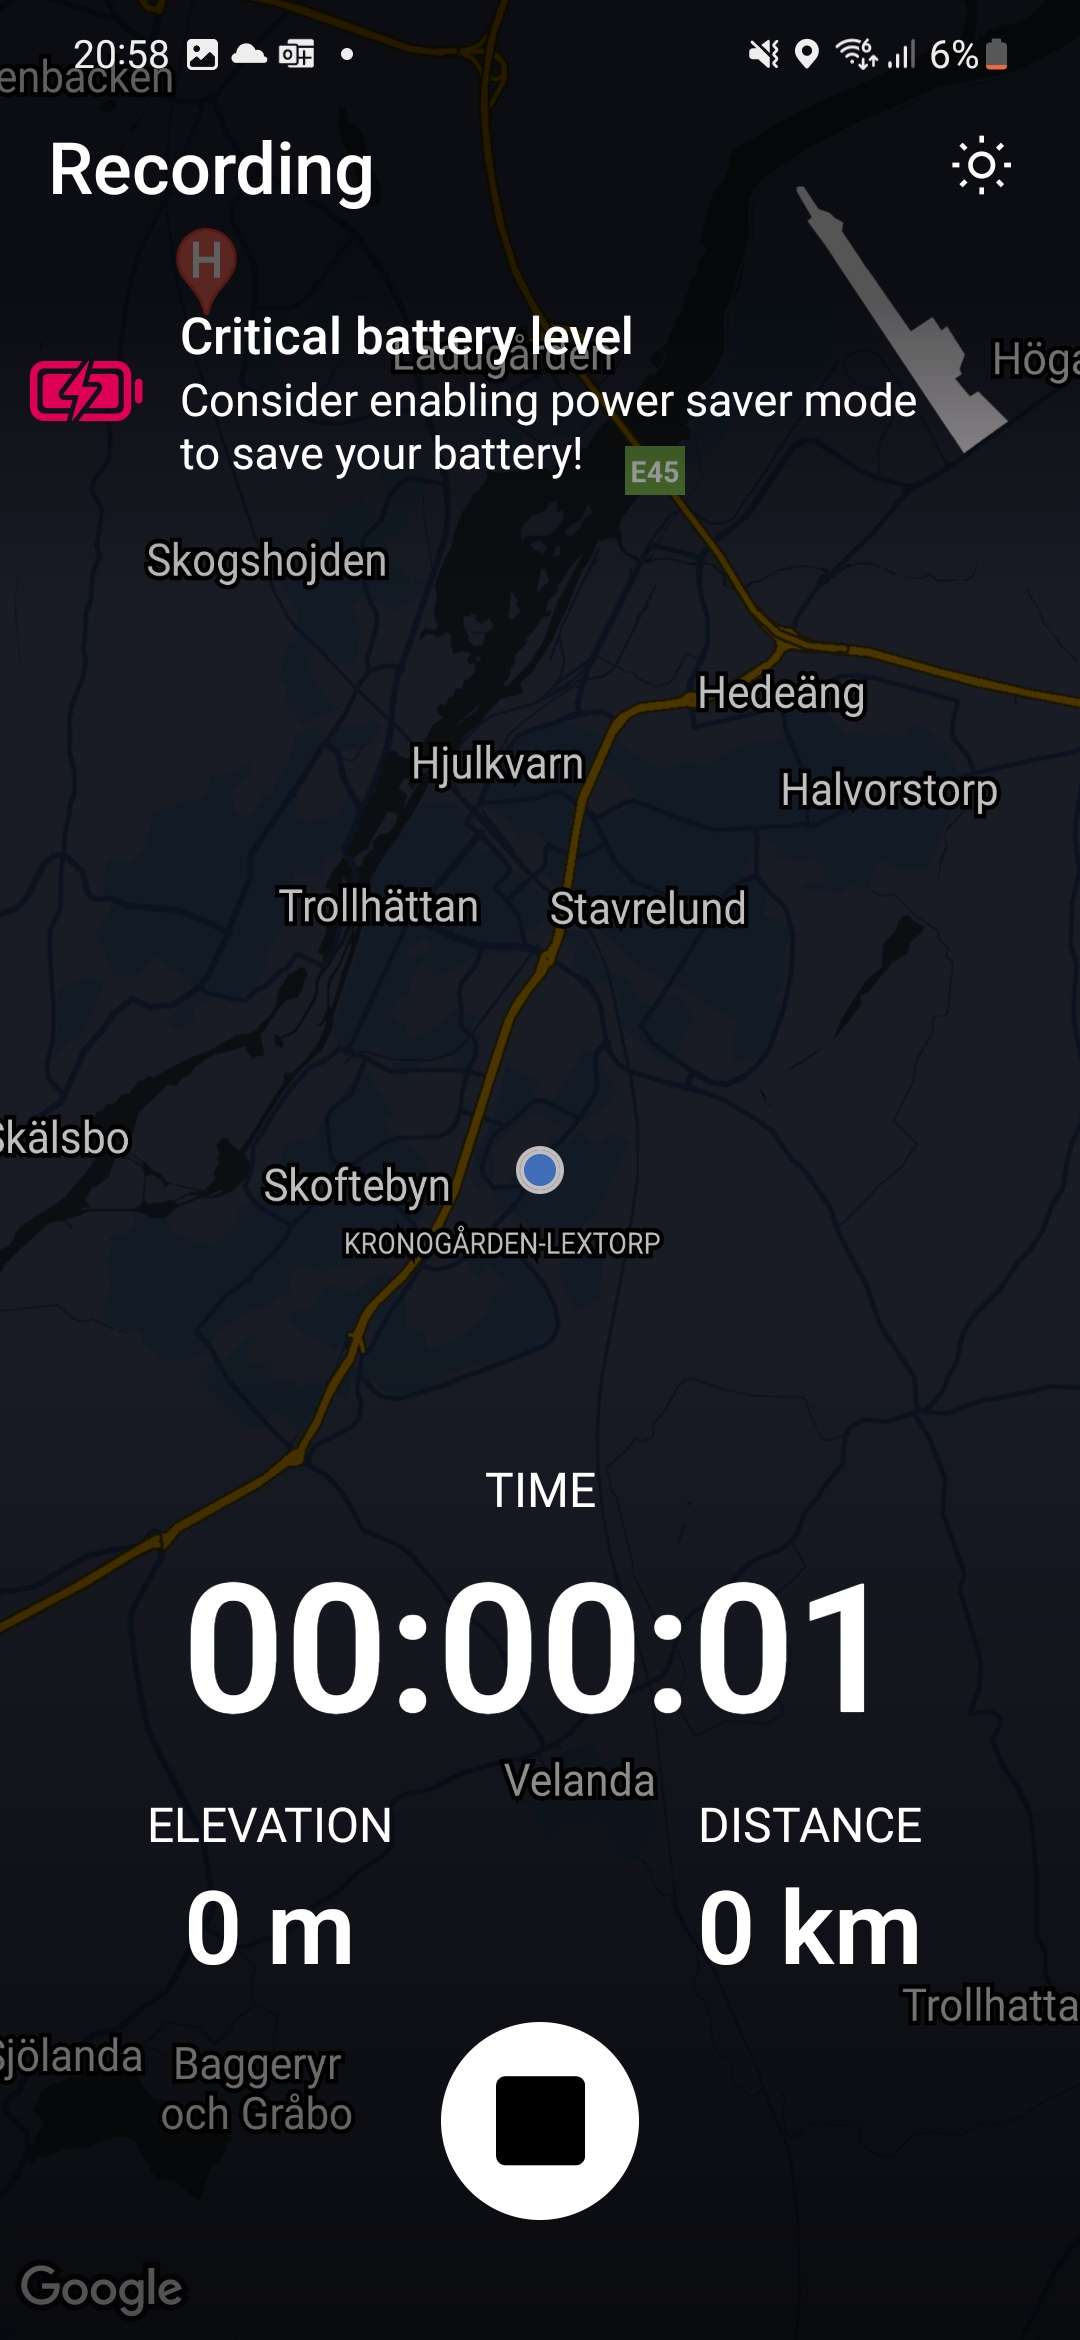 20:58
6%
enbacken
Recording
H
Critical battery level
Ladugården
Höga
Consider enabling power saver mode
to save your battery!
E45
Skogshojden
Hedeäng
Hjulkvarn
Halvorstorp
Trollhättan
Stavrelund
Skälsbo
Skoftebyn
KRONOGÅRDEN-LEXTORP
TIME
00:00:01
Velanda
ELEVATION
DISTANCE
0 m
0 km
Trollhatta
Sjölanda
Baggeryr
och Gråbo
Google